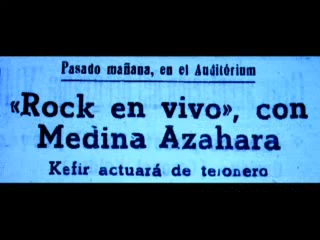 Pasado mañana, en el Auditórium
«Rock en vivo», con
Medina Azahara
Kefir actuará de telonero